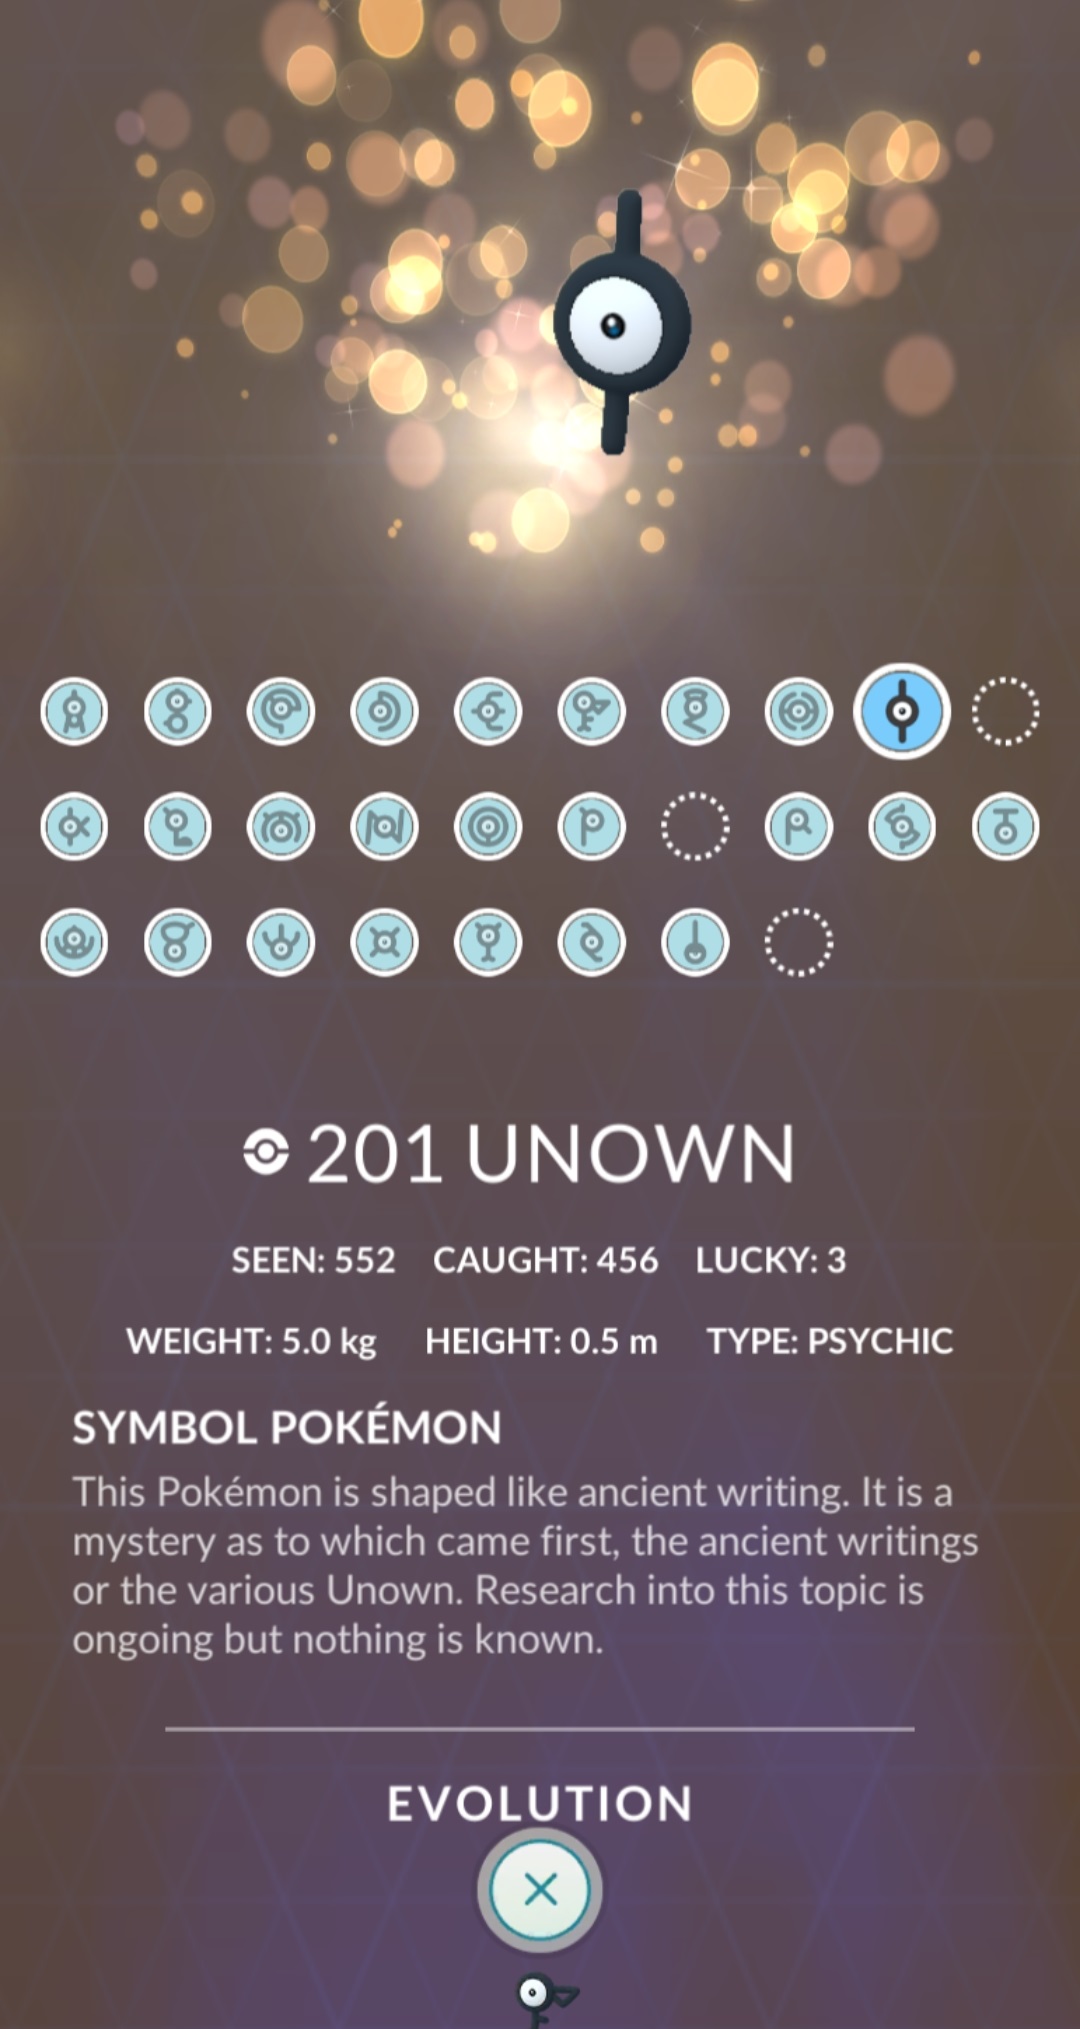 201 UNOWN
SEEN: 552 CAUGHT: 456 LUCKY: 3
WEIGHT: 5.0 kg HEIGHT: 0.5 m TYPE: PSYCHIC
SYMBOL POKÉMON
This Pokémon is shaped like ancient writing. It is a
mystery as to which came first, the ancient writings
or the various Unown. Research into this topic is
ongoing but nothing is known.
EVOLUTION